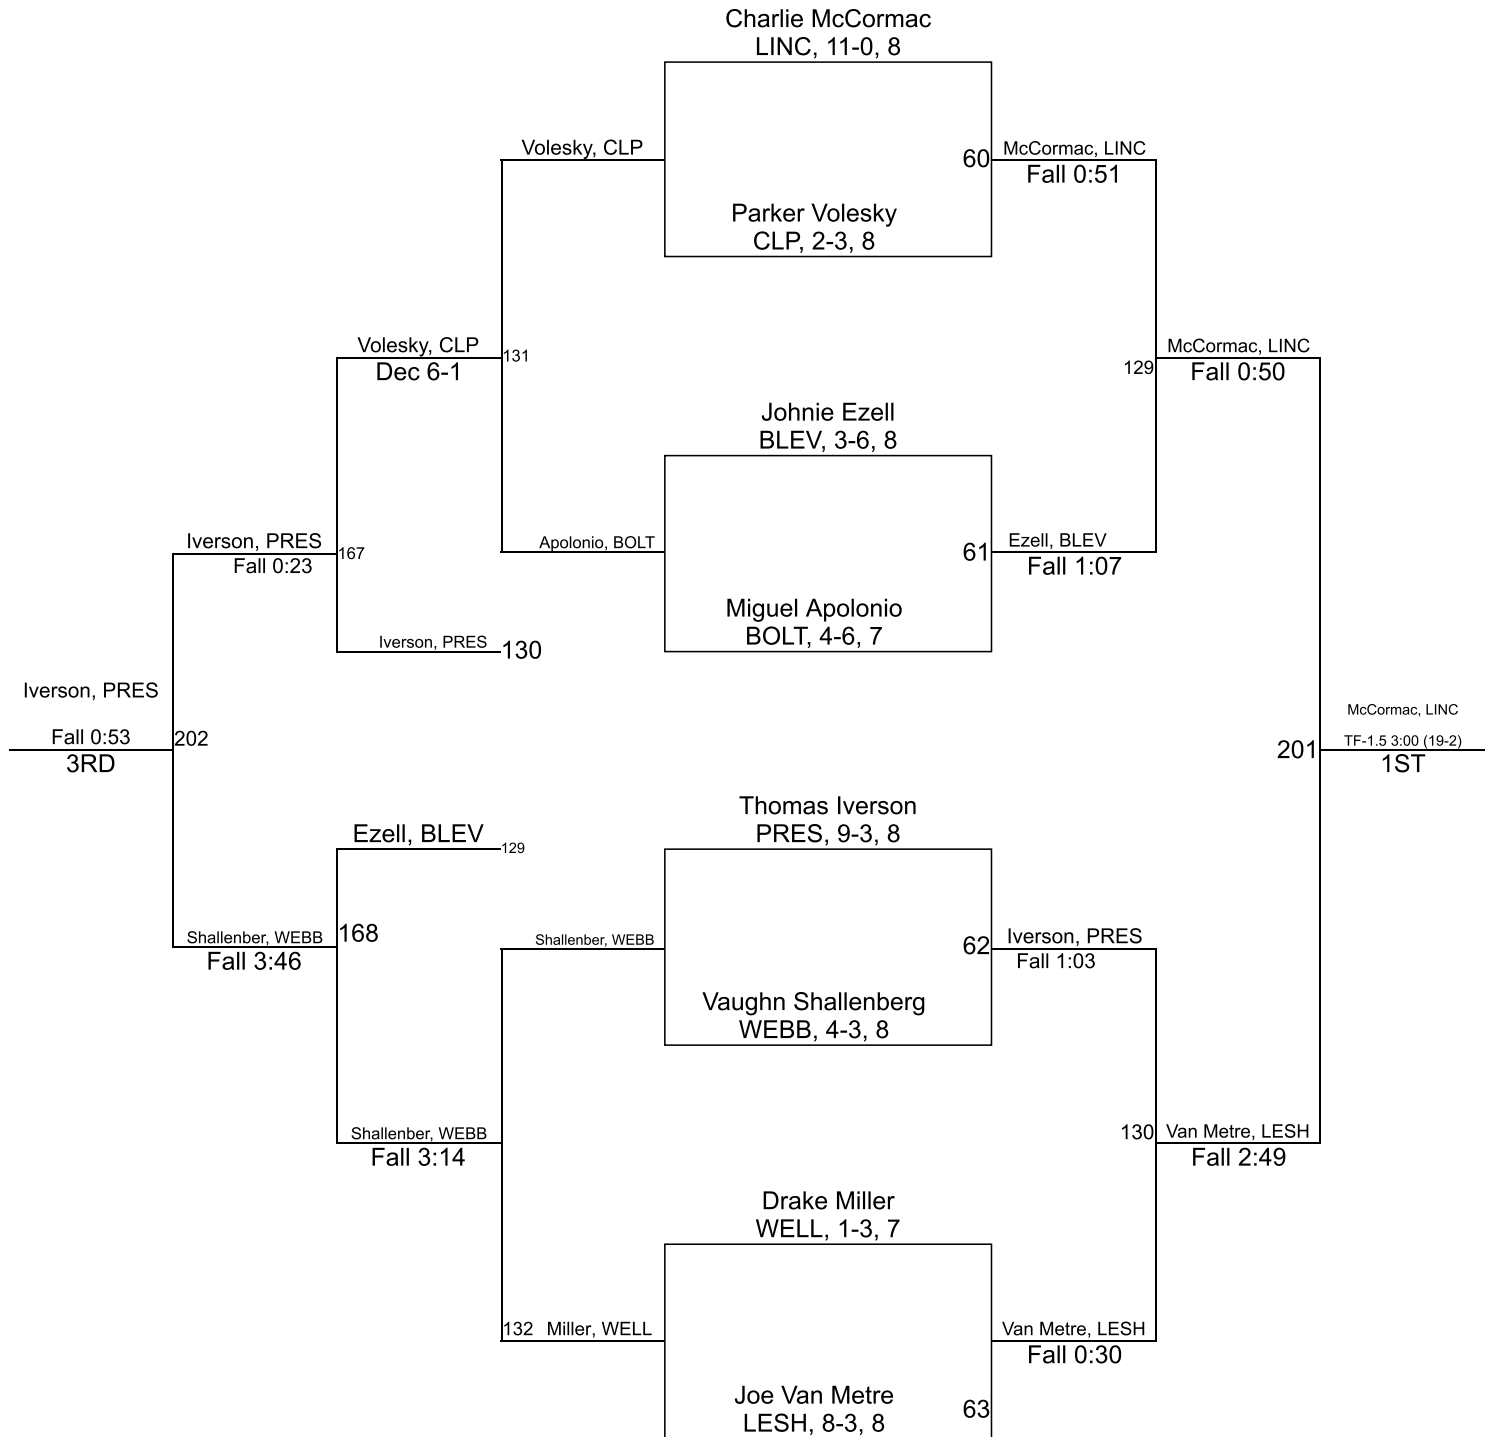 Charlie McCormac
LINC, 11-0, 8
Volesky, CLP
60
McCormac, LINC
Fall 0:51
Parker Volesky
CLP, 2-3, 8
Volesky, CLP
Dec 6-1
131
129
McCormac, LINC
Fall 0:50
Johnie Ezell
BLEV, 3-6, 8
Iverson, PRES
Fall 0:23
167
Apolonio, BOLT
61
Ezell, BLEV
Fall 1:07
Miguel Apolonio
BOLT, 4-6, 7
Iverson, PRES
130
Iverson, PRES
Fall 0:53
3RD
202
201
McCormac, LINC
TF-1.5 3:00 (19-2)
1ST
Thomas Iverson
PRES, 9-3, 8
Ezell, BLEV
129
Shallenber, WEBB
Fall 3:46
168
Shallenber, WEBB
62
Iverson, PRES
Fall 1:03
Vaughn Shallenberg
WEBB, 4-3, 8
Shallenber, WEBB
Fall 3:14
130
Van Metre, LESH
Fall 2:49
Drake Miller
WELL, 1-3, 7
132
Miller, WELL
Van Metre, LESH
Fall 0:30
Joe Van Metre
LESH, 8-3, 8
63